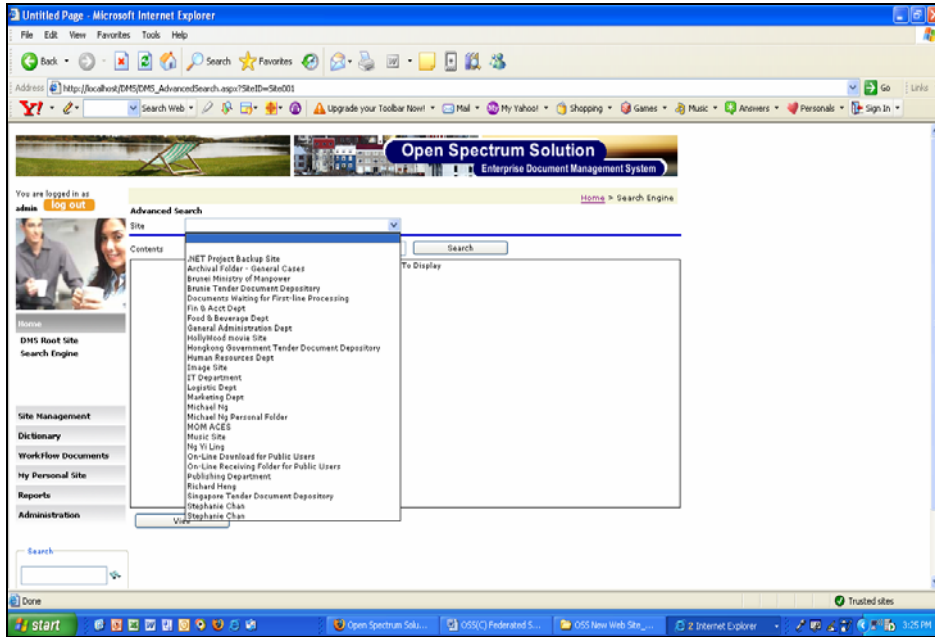 Untitled Page - Microsoft Internet Explorer
File Edit View Favorites Tools Help
Back Search Favorites
Address http://localhost/DMS/DMS_AdvancedSearch.aspx?SiteID=Site001 Go Links
Y! Search Web Upgrade your Toolbar Now! Mail My Yahoo! Shopping Games Music Answers Personals Sign In
Open Spectrum Solution
Enterprise Document Management System
You are logged in as
admin log out
Home > Search Engine
Advanced Search
Site
Contents Search
To Display
.NET Project Backup Site
Archival Folder - General Cases
Brunei Ministry of Manpower
Brunie Tender Document Depository
Documents Waiting for First-line Processing
Fin & Acct Dept
Food & Beverage Dept
General Administration Dept
HollyMood movie Site
Hongkong Government Tender Document Depository
Human Resources Dept
Image Site
IT Department
Logistic Dept
Marketing Dept
Michael Ng
Michael Ng Personal Folder
MOM ACES
Music Site
Ng Yi Ling
On-Line Download for Public Users
On-Line Receiving Folder for Public Users
Publishing Department
Richard Heng
Singapore Tender Document Depository
Stephanie Chan
Stephanie Chan
View
Home
DMS Root Site
Search Engine
Site Management
Dictionary
WorkFlow Documents
My Personal Site
Reports
Administration
Search
Done Trusted sites
start Open Spectrum Solu... OSS(C) Federated S... OSS New Web Site_... 2 Internet Explorer 3:25 PM